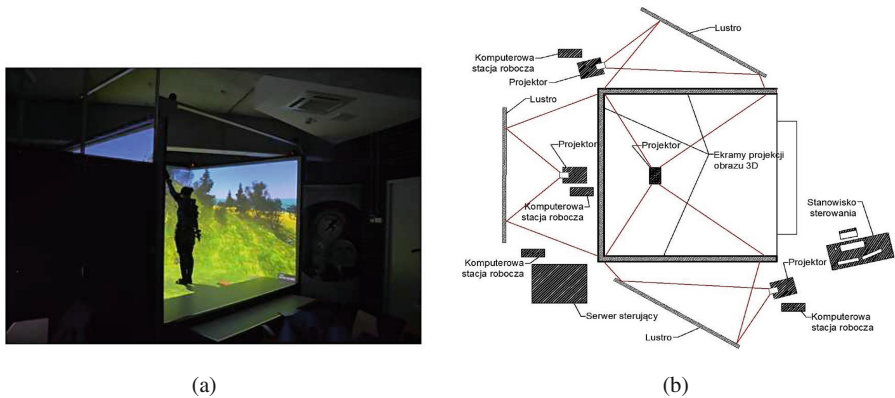 Lustro
Komputerowa
stacja robocza
Projektor
Lustro
Projektor
Projektor
Ekramy projekcji
obrazu 3D
Komputerowa
stacja robocza
Stanowisko
sterowania
Komputerowa
stacja robocza
Projektor
Serwer sterujący
Komputerowa
stacja robocza
Lustro
(a)
(b)